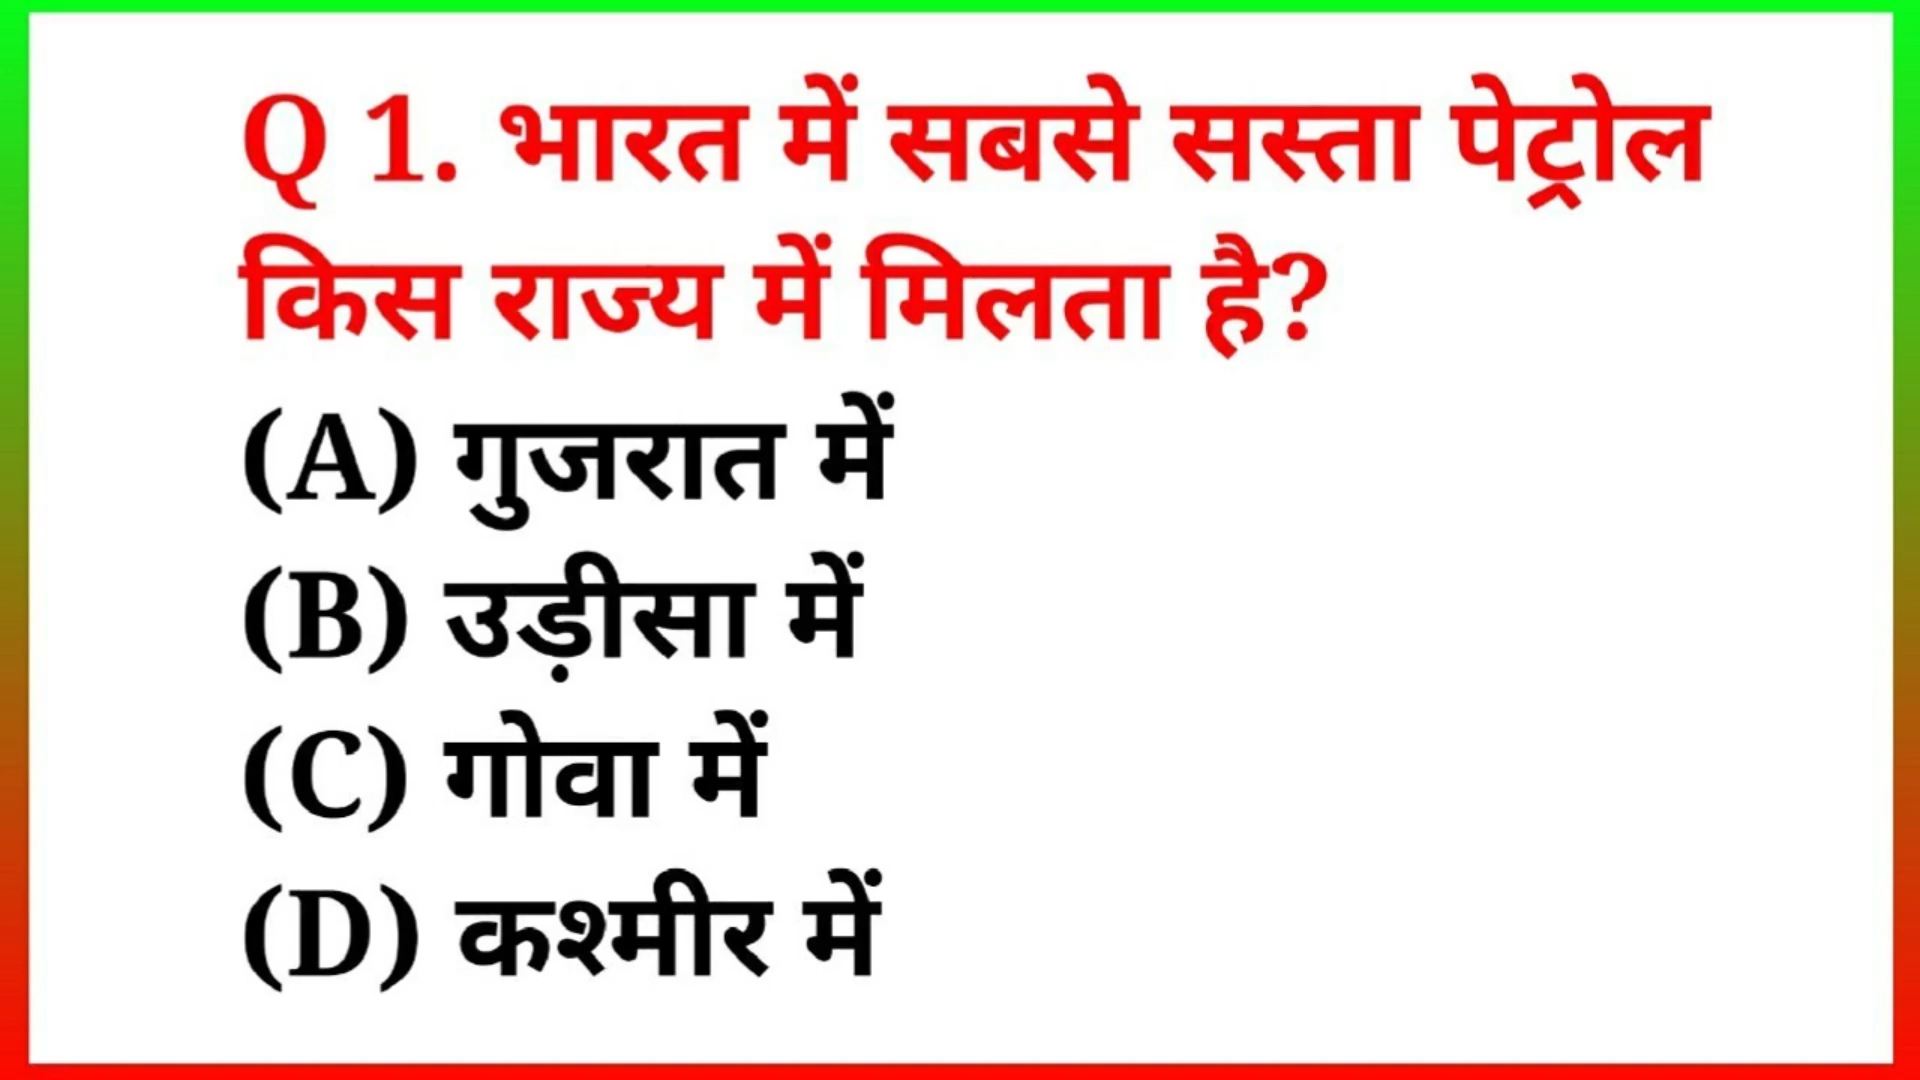 Q 1. भारत में सबसे सस्ता पेट्रोल
किस राज्य में मिलता है?
(A) गुजरात में
(B) उड़ीसा में
(C) गोवा में
(D) कश्मीर में